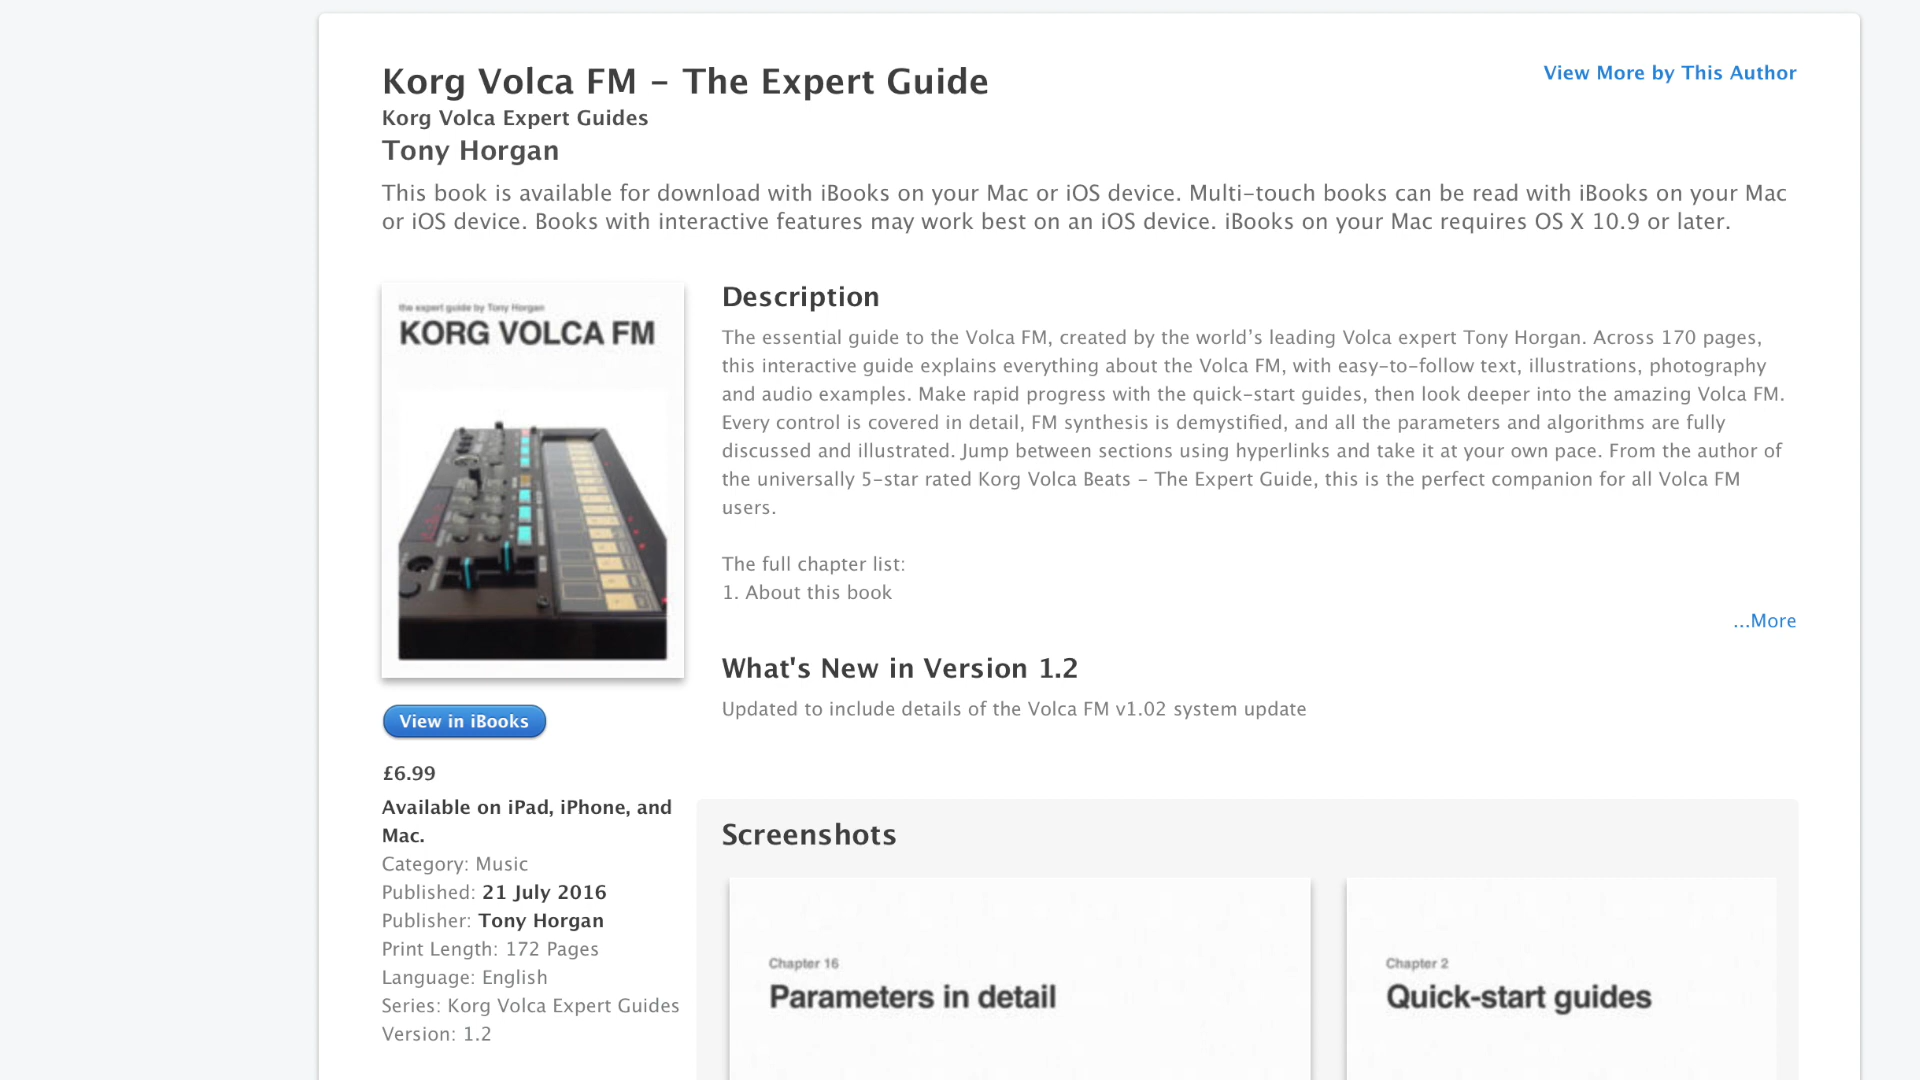 Korg Volca FM – The Expert Guide
View More by This Author
Korg Volca Expert Guides
Tony Horgan
This book is available for download with iBooks on your Mac or iOS device. Multi-touch books can be read with iBooks on your Mac
or iOS device. Books with interactive features may work best on an iOS device. iBooks on your Mac requires OS X 10.9 or later.
the expert guide by Tony Horgan
KORG VOLCA FM
View in iBooks
£6.99
Available on iPad, iPhone, and
Mac.
Category: Music
Published: 21 July 2016
Publisher: Tony Horgan
Print Length: 172 Pages
Language: English
Series: Korg Volca Expert Guides
Version: 1.2
Description
The essential guide to the Volca FM, created by the world’s leading Volca expert Tony Horgan. Across 170 pages,
this interactive guide explains everything about the Volca FM, with easy-to-follow text, illustrations, photography
and audio examples. Make rapid progress with the quick-start guides, then look deeper into the amazing Volca FM.
Every control is covered in detail, FM synthesis is demystified, and all the parameters and algorithms are fully
discussed and illustrated. Jump between sections using hyperlinks and take it at your own pace. From the author of
the universally 5-star rated Korg Volca Beats – The Expert Guide, this is the perfect companion for all Volca FM
users.
The full chapter list:
1. About this book
...More
What's New in Version 1.2
Updated to include details of the Volca FM v1.02 system update
Screenshots
Chapter 16
Parameters in detail
Chapter 2
Quick-start guides